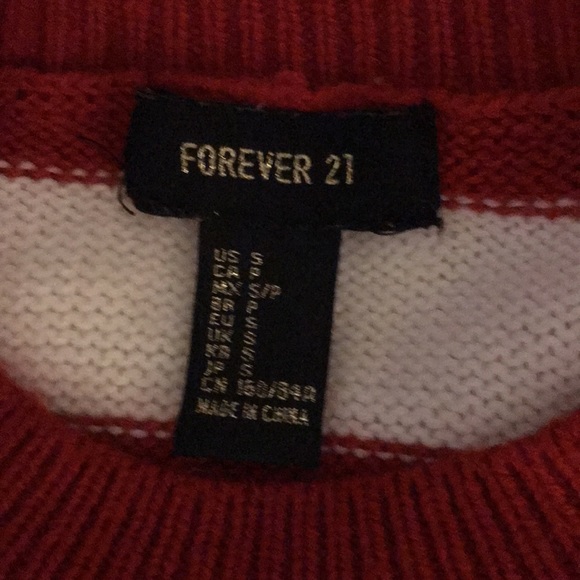 FOREVER 21
US S
CA P
MX S/P
BR P
EU S
UK S
KR S
JP S
CN 160/84A
MADE IN CHINA